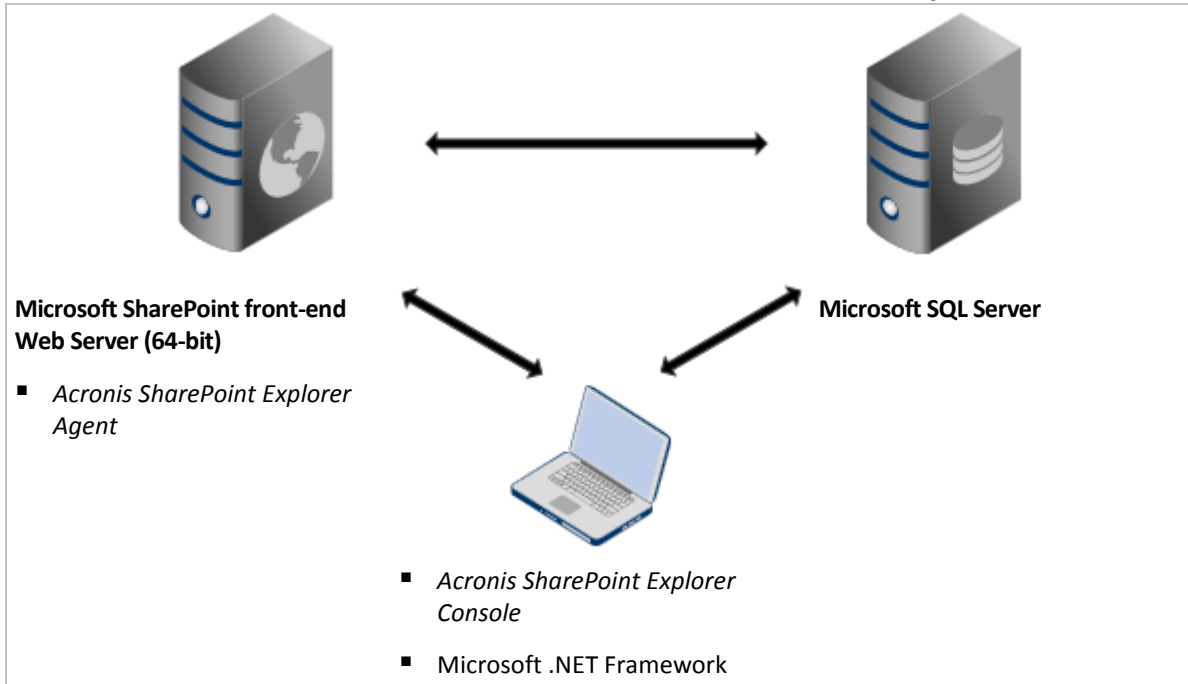 Microsoft SharePoint front-end
Web Server (64-bit)
▪ Acronis SharePoint Explorer
Agent
Microsoft SQL Server
▪ Acronis SharePoint Explorer
Console
▪ Microsoft .NET Framework